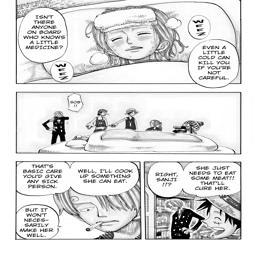 ISN'T
THERE
ANYONE
ON BOARD
WHO KNOWS
A LITTLE
MEDICINE?
WEZ
EVEN A
LITTLE
COLD CAN
KILL YOU
IF YOU'RE
NOT
CAREFUL.
WEZ
SOB
!!
THAT'S
BASIC CARE
YOU'D GIVE
ANY SICK
PERSON.
WELL, I'LL COOK
UP SOMETHING
SHE CAN EAT.
BUT IT
WON'T
NECES-
SARILY
MAKE HER
WELL.
SHE JUST
NEEDS TO EAT
SOME MEAT!!
THAT'LL
CURE HER.
RIGHT,
SANJI
!!?